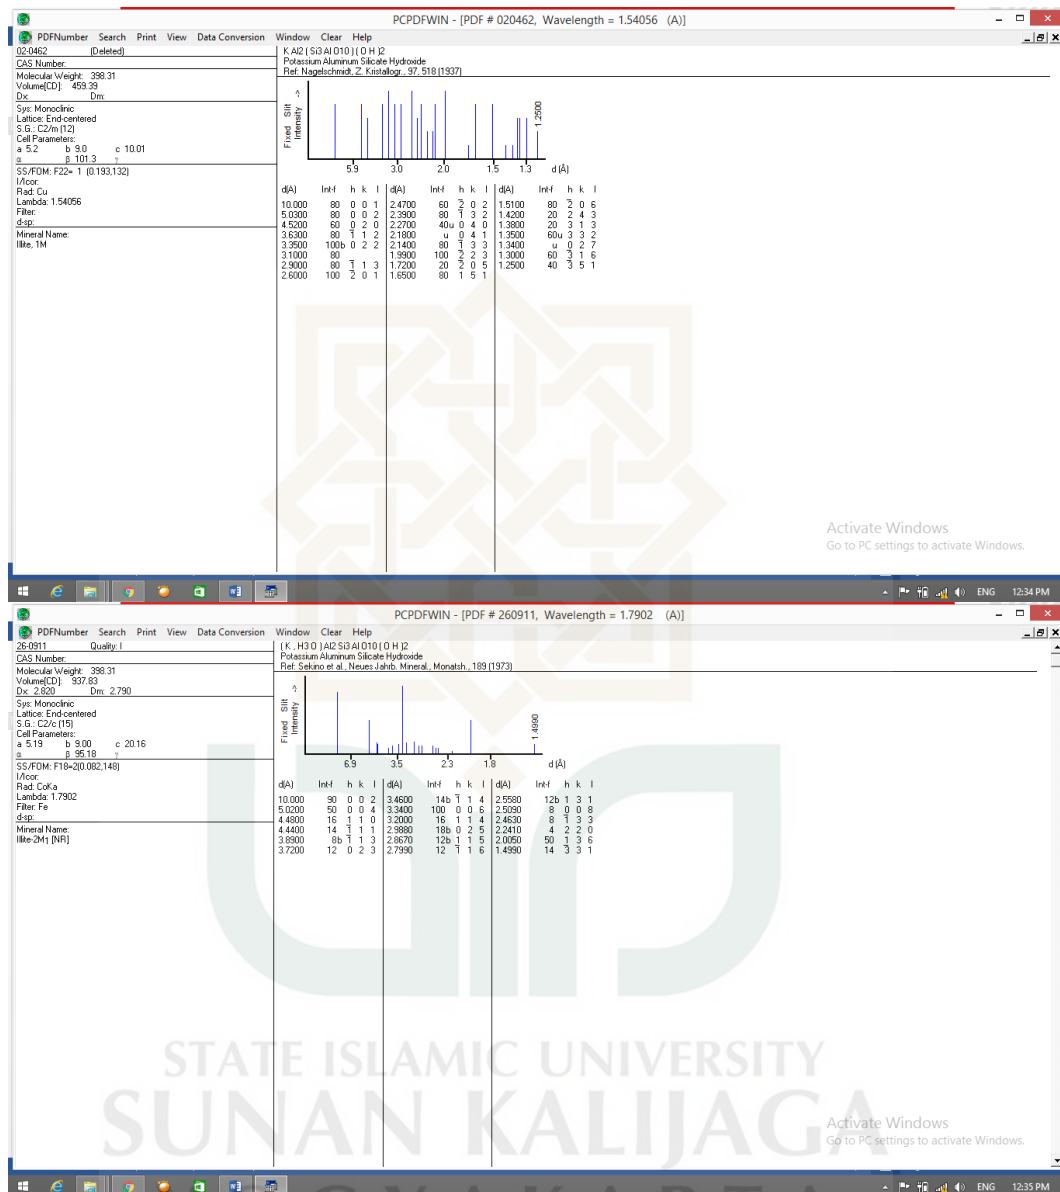 PCPDFWIN - [PDF # 020462, Wavelength = 1.54056 (A)]
PDFNumber Search Print View Data Conversion Window Clear Help
02-0462 (Deleted)
CAS Number:
Molecular Weight: 398.31
Volume[CD]: 459.39
Dx: Dm:
Sys: Monoclinic
Lattice: End-centered
S.G.: C2/m (12)
Cell Parameters:
a 5.2 b 9.0 c 10.01
α β 101.3 γ
SS/FOM: F22= 1 (0.193,132)
I/Icor:
Rad: Cu
Lambda: 1.54056
Filter:
d-sp:
Mineral Name:
Illite, 1M
K Al2 ( Si3 Al O10 ) ( O H )2
Potassium Aluminum Silicate Hydroxide
Ref: Nagelschmidt, Z. Kristallogr., 97, 518 (1937)
Fixed Slit
Intensity ->
1.2500
5.9 3.0 2.0 1.5 1.3 d (Å)
d(A) Int-f h k l d(A) Int-f h k l d(A) Int-f h k l
10.000 80 0 0 1 2.4700 60 2̅ 0 2 1.5100 80 2̅ 0 6
5.0300 80 0 0 2 2.3900 80 1̅ 3 2 1.4200 20 2 4 3
4.5200 60 0 2 0 2.2700 40u 0 4 0 1.3800 20 3 1 3
3.6300 80 1̅ 1 2 2.1800 u 0 4 1 1.3500 60u 3̅ 3 2
3.3500 100b 0 2 2 2.1400 80 1̅ 3 3 1.3400 u 0 2 7
3.1000 80 1.9900 100 2̅ 2 3 1.3000 60 3̅ 1 6
2.9000 80 1̅ 1 3 1.7200 20 2̅ 0 5 1.2500 40 3̅ 5 1
2.6000 100 2̅ 0 1 1.6500 80 1 5 1
Activate Windows
Go to PC settings to activate Windows.
ENG 12:34 PM
PCPDFWIN - [PDF # 260911, Wavelength = 1.7902 (A)]
PDFNumber Search Print View Data Conversion Window Clear Help
26-0911 Quality: I
CAS Number:
Molecular Weight: 398.31
Volume[CD]: 937.83
Dx: 2.820 Dm: 2.790
Sys: Monoclinic
Lattice: End-centered
S.G.: C2/c (15)
Cell Parameters:
a 5.19 b 9.00 c 20.16
α β 95.18 γ
SS/FOM: F18=2(0.082,148)
I/Icor:
Rad: CoKa
Lambda: 1.7902
Filter: Fe
d-sp:
Mineral Name:
Illite-2M1 [NR]
( K , H3 O ) Al2 Si3 Al O10 ( O H )2
Potassium Aluminum Silicate Hydroxide
Ref: Sekino et al., Neues Jahrb. Mineral., Monatsh., 189 (1973)
Fixed Slit
Intensity ->
1.4990
6.9 3.5 2.3 1.8 d (Å)
d(A) Int-f h k l d(A) Int-f h k l d(A) Int-f h k l
10.000 90 0 0 2 3.4600 14b 1̅ 1 4 2.5580 12b 1 3 1
5.0200 50 0 0 4 3.3400 100 0 0 6 2.5090 8 0 0 8
4.4800 16 1 1 0 3.2000 16 1 1 4 2.4630 8 1̅ 3 3
4.4400 14 1̅ 1 1 2.9880 18b 0 2 5 2.2410 4 2 2 0
3.8900 8b 1̅ 1 3 2.8670 12b 1 1 5 2.0050 50 1 3 6
3.7200 12 0 2 3 2.7990 12 1̅ 1 6 1.4990 14 3̅ 3 1
STATE ISLAMIC UNIVERSITY
SUNAN KALIJAGA
Activate Windows
Go to PC settings to activate Windows.
ENG 12:35 PM